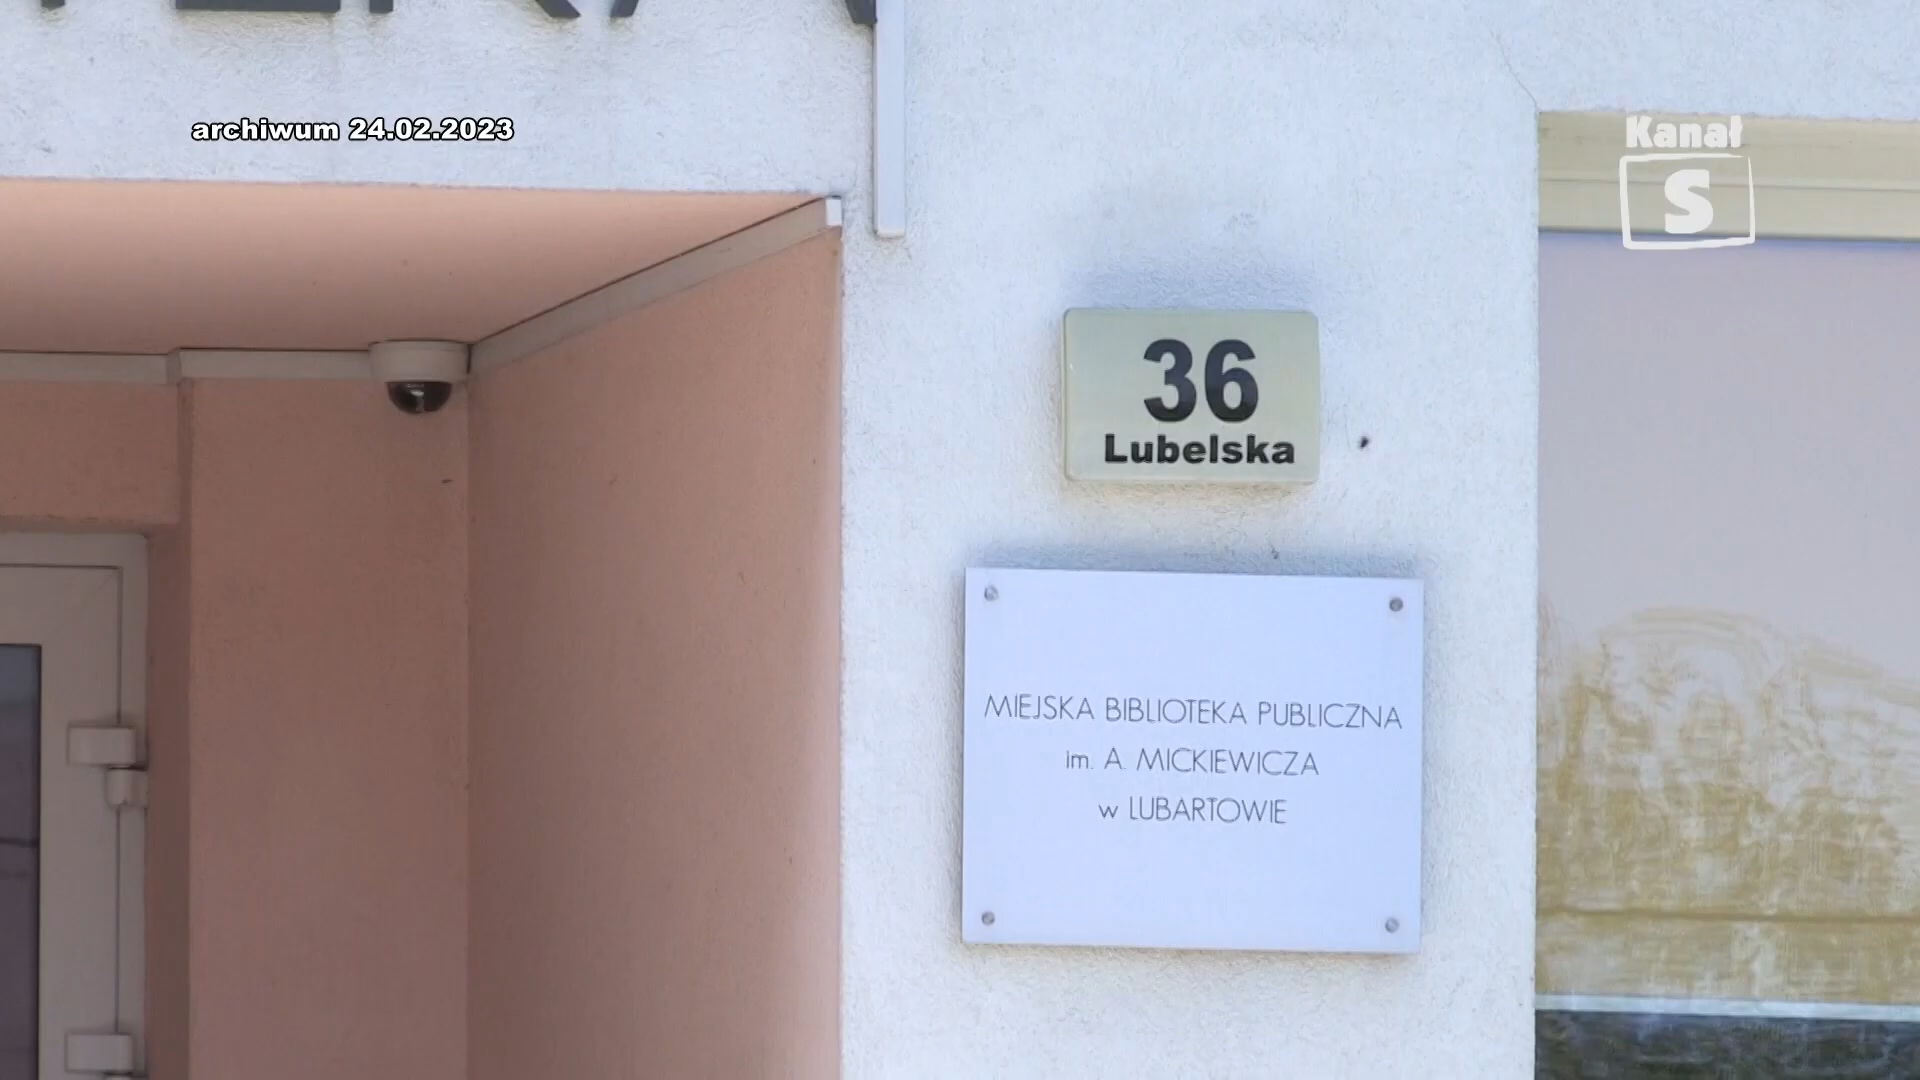 archiwum 24.02.2023
Kanał
S
36
Lubelska
MIEJSKA BIBLIOTEKA PUBLICZNA
im. A. MICKIEWICZA
w LUBARTOWIE